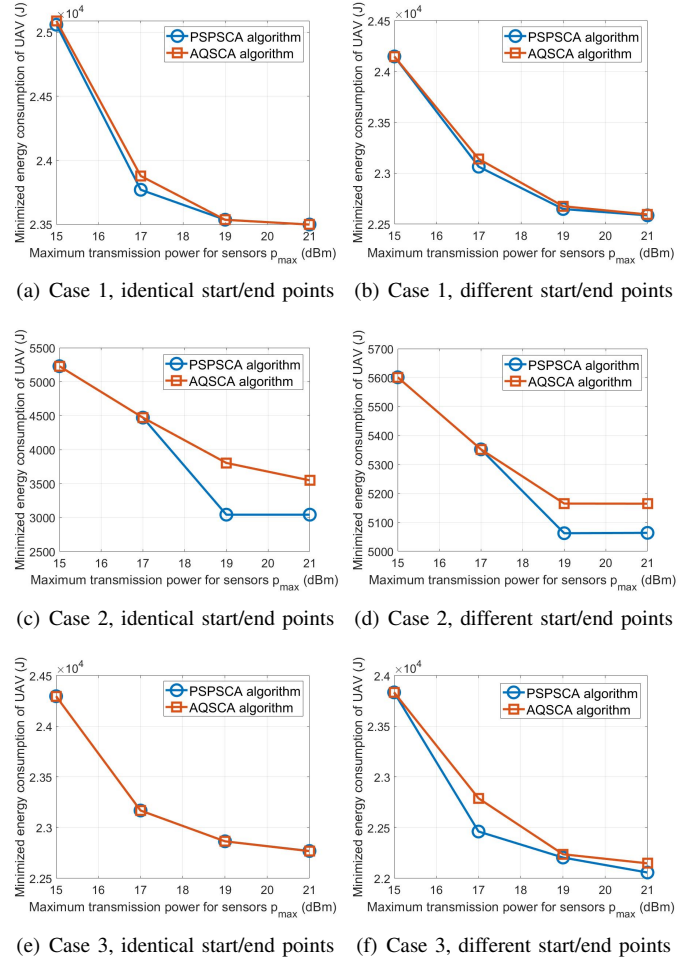 ×10⁴
2.5
2.45
2.4
2.35
15 16 17 18 19 20 21
Minimized energy consumption of UAV (J)
Maximum transmission power for sensors p_max (dBm)
PSPSCA algorithm
AQSCA algorithm
(a) Case 1, identical start/end points
×10⁴
2.45
2.4
2.35
2.3
2.25
15 16 17 18 19 20 21
Minimized energy consumption of UAV (J)
Maximum transmission power for sensors p_max (dBm)
PSPSCA algorithm
AQSCA algorithm
(b) Case 1, different start/end points
5500
5000
4500
4000
3500
3000
2500
15 16 17 18 19 20 21
Minimized energy consumption of UAV (J)
Maximum transmission power for sensors p_max (dBm)
PSPSCA algorithm
AQSCA algorithm
(c) Case 2, identical start/end points
5700
5600
5500
5400
5300
5200
5100
5000
15 16 17 18 19 20 21
Minimized energy consumption of UAV (J)
Maximum transmission power for sensors p_max (dBm)
PSPSCA algorithm
AQSCA algorithm
(d) Case 2, different start/end points
×10⁴
2.45
2.4
2.35
2.3
2.25
15 16 17 18 19 20 21
Minimized energy consumption of UAV (J)
Maximum transmission power for sensors p_max (dBm)
PSPSCA algorithm
AQSCA algorithm
(e) Case 3, identical start/end points
×10⁴
2.4
2.35
2.3
2.25
2.2
15 16 17 18 19 20 21
Minimized energy consumption of UAV (J)
Maximum transmission power for sensors p_max (dBm)
PSPSCA algorithm
AQSCA algorithm
(f) Case 3, different start/end points